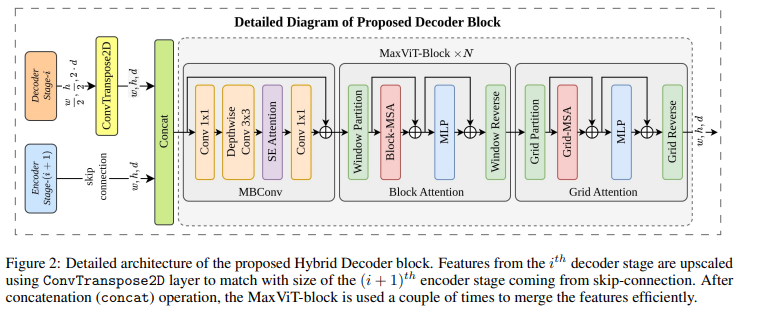 Detailed Diagram of Proposed Decoder Block
MaxViT-Block ×N
Decoder
Stage-i
w/2, h/2, 2·d
ConvTranspose2D
w, h, d
Encoder
Stage-(i + 1)
skip
connection
w, h, d
Concat
Conv 1x1
Depthwise
Conv 3x3
SE Attention
Conv 1x1
MBConv
Window Partition
Block-MSA
MLP
Window Reverse
Block Attention
Grid Partition
Grid-MSA
MLP
Grid Reverse
Grid Attention
w, h, d
Figure 2: Detailed architecture of the proposed Hybrid Decoder block. Features from the i^th decoder stage are upscaled
using ConvTranspose2D layer to match with size of the (i + 1)^th encoder stage coming from skip-connection. After
concatenation (concat) operation, the MaxViT-block is used a couple of times to merge the features efficiently.